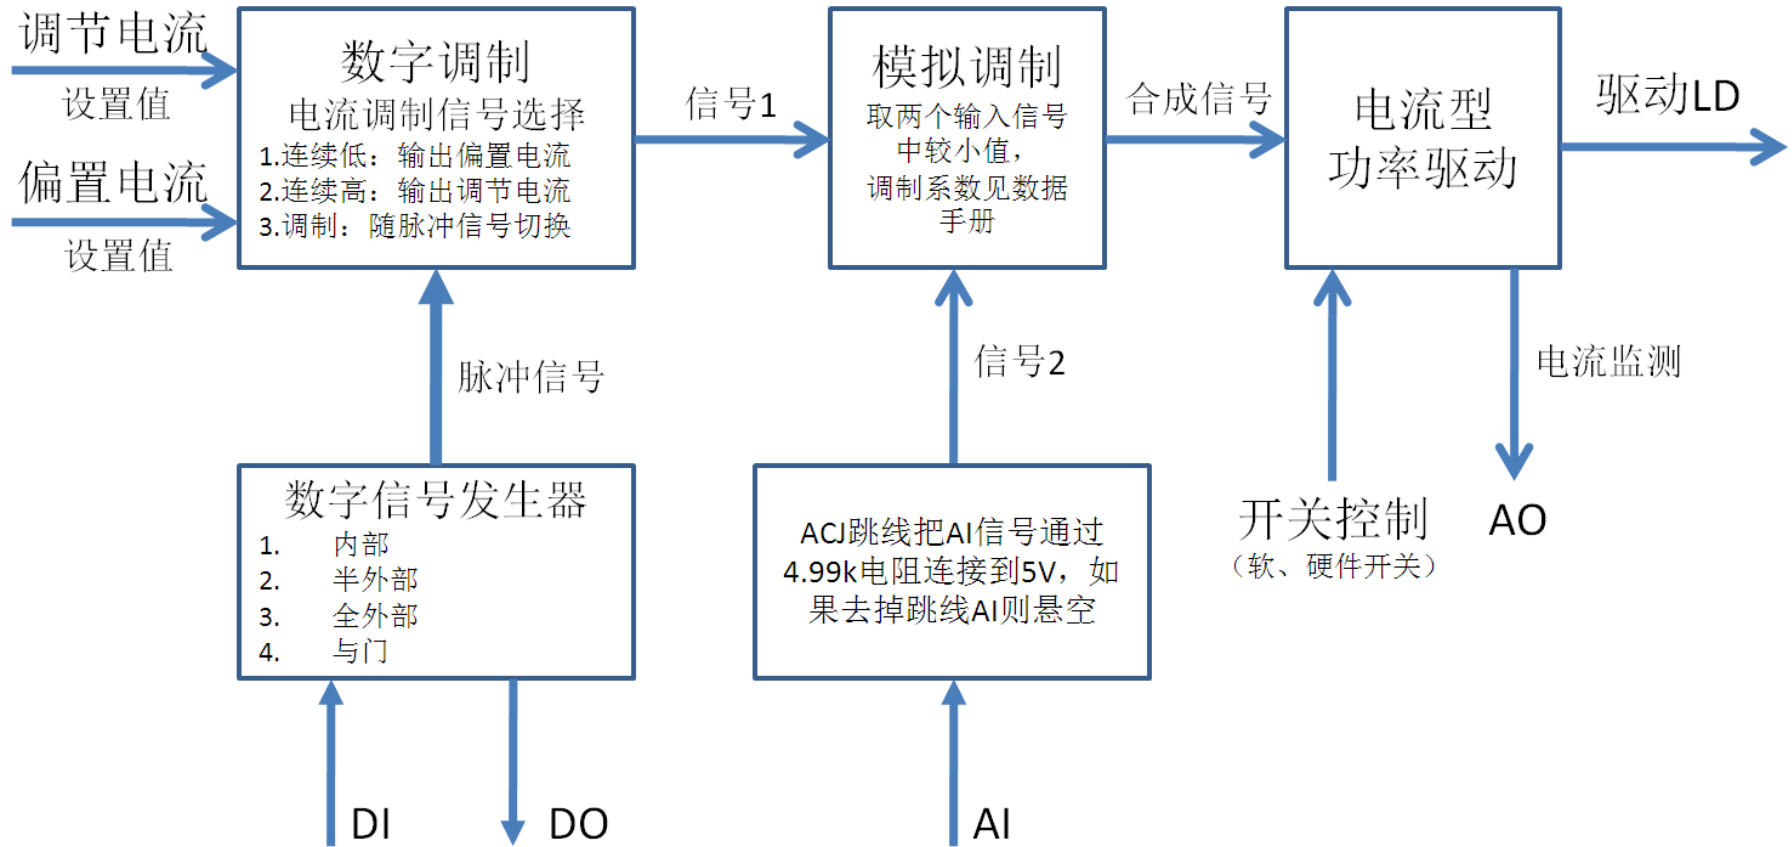 调节电流
设置值
偏置电流
设置值
数字调制
电流调制信号选择
1.连续低：输出偏置电流
2.连续高：输出调节电流
3.调制：随脉冲信号切换
信号1
模拟调制
取两个输入信号
中较小值，
调制系数见数据
手册
合成信号
电流型
功率驱动
驱动LD
脉冲信号
信号2
电流监测
数字信号发生器
1. 内部
2. 半外部
3. 全外部
4. 与门
ACJ跳线把AI信号通过
4.99k电阻连接到5V，如
果去掉跳线AI则悬空
开关控制
（软、硬件开关）
AO
DI
DO
AI